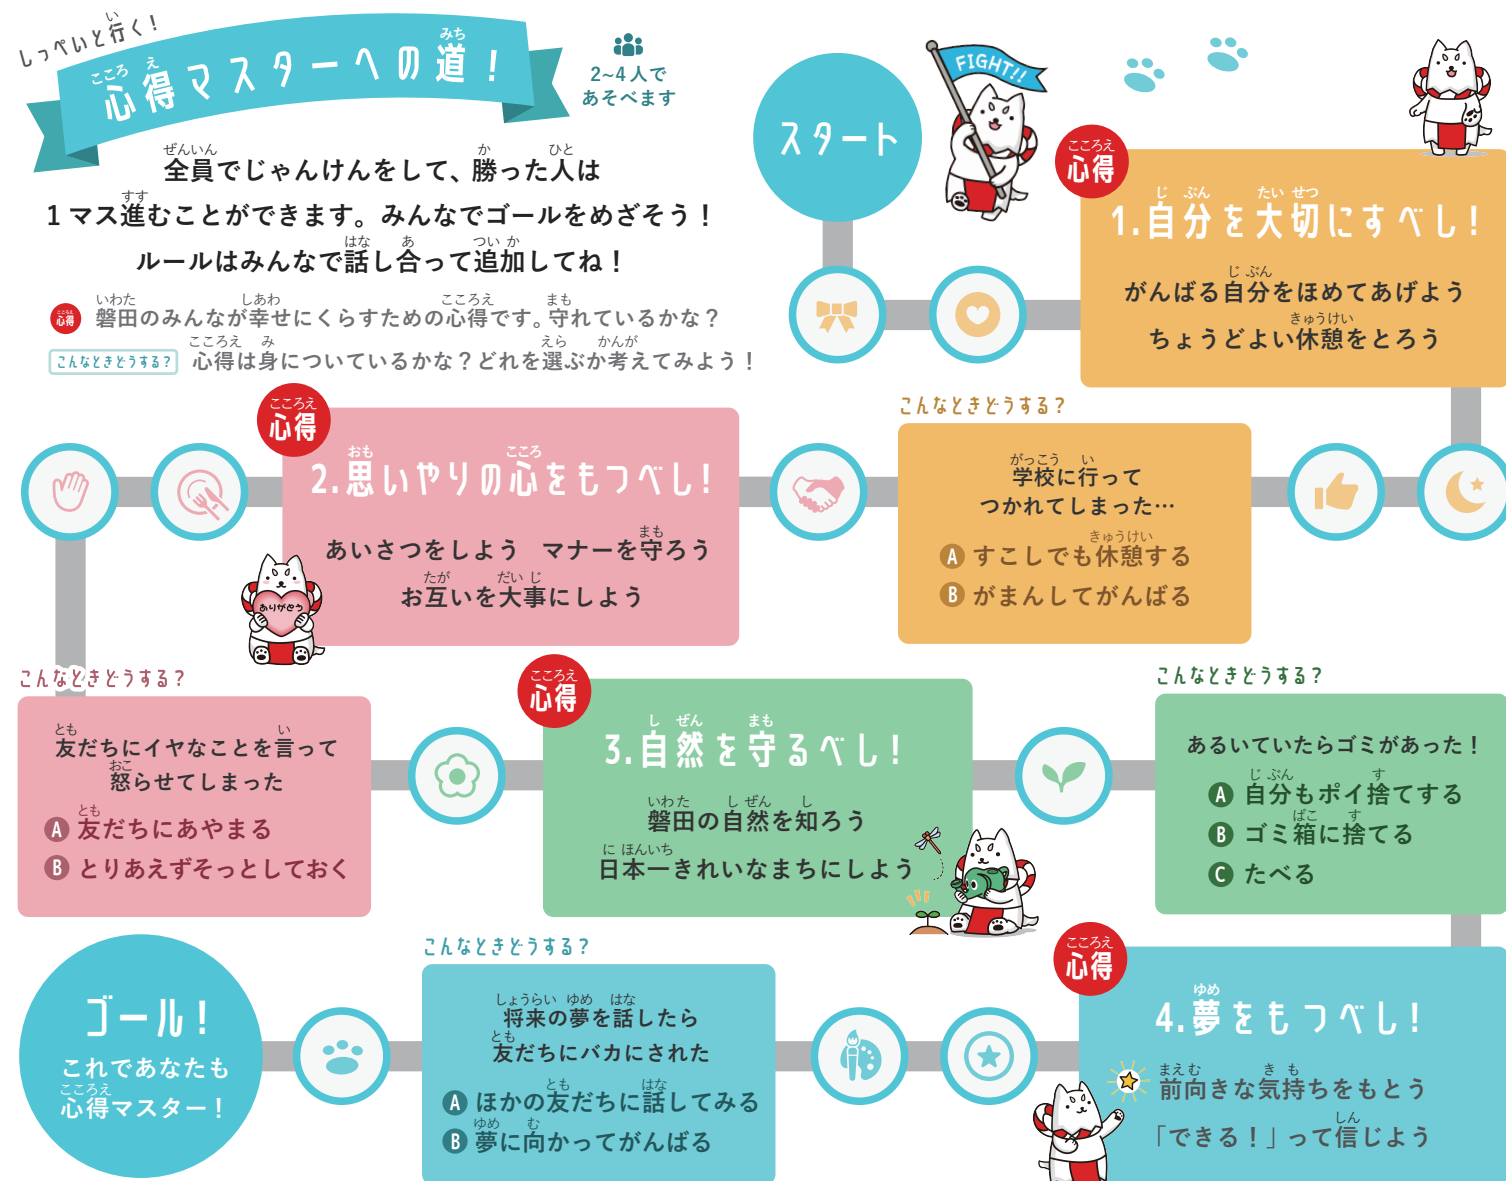 しっぺいと行く!
心得マスターへの道!
2~4人で
あそべます
全員でじゃんけんをして、勝った人は
1マス進むことができます。みんなでゴールをめざそう!
ルールはみんなで話し合って追加してね!
心得 磐田のみんなが幸せにくらすための心得です。守れているかな?
こんなときどうする? 心得は身についているかな?どれを選ぶか考えてみよう!
スタート
FIGHT!!
心得
1.自分を大切にすべし!
がんばる自分をほめてあげよう
ちょうどよい休憩をとろう
こんなときどうする?
学校に行って
つかれてしまった…
A すこしでも休憩する
B がまんしてがんばる
心得
2.思いやりの心をもつべし!
あいさつをしよう マナーを守ろう
お互いを大事にしよう
ありがとう
こんなときどうする?
友だちにイヤなことを言って
怒らせてしまった
A 友だちにあやまる
B とりあえずそっとしておく
心得
3.自然を守るべし!
磐田の自然を知ろう
日本一きれいなまちにしよう
こんなときどうする?
あるいていたらゴミがあった!
A 自分もポイ捨てする
B ゴミ箱に捨てる
C たべる
心得
4.夢をもつべし!
前向きな気持ちをもとう
「できる!」って信じよう
こんなときどうする?
将来の夢を話したら
友だちにバカにされた
A ほかの友だちに話してみる
B 夢に向かってがんばる
ゴール!
これであなたも
心得マスター!